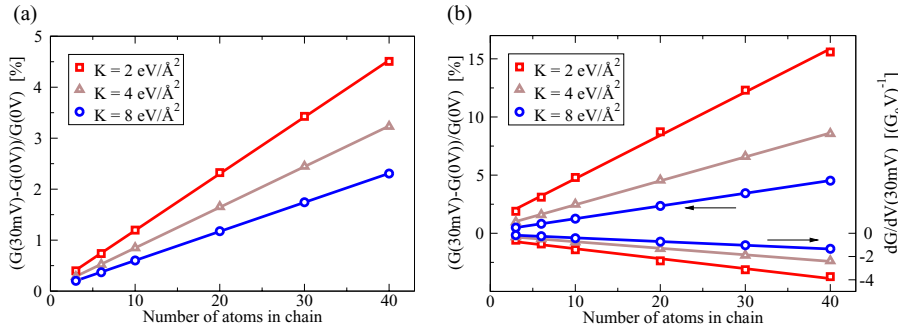 (a)
(G(30mV)-G(0V))/G(0V) [%]
5
4
3
2
1
0
K = 2 eV/Å²
K = 4 eV/Å²
K = 8 eV/Å²
0 10 20 30 40
Number of atoms in chain
(b)
(G(30mV)-G(0V))/G(0V) [%]
15
10
5
0
K = 2 eV/Å²
K = 4 eV/Å²
K = 8 eV/Å²
0
-2
-4
dG/dV(30mV) [(G₀V)⁻¹]
0 10 20 30 40
Number of atoms in chain